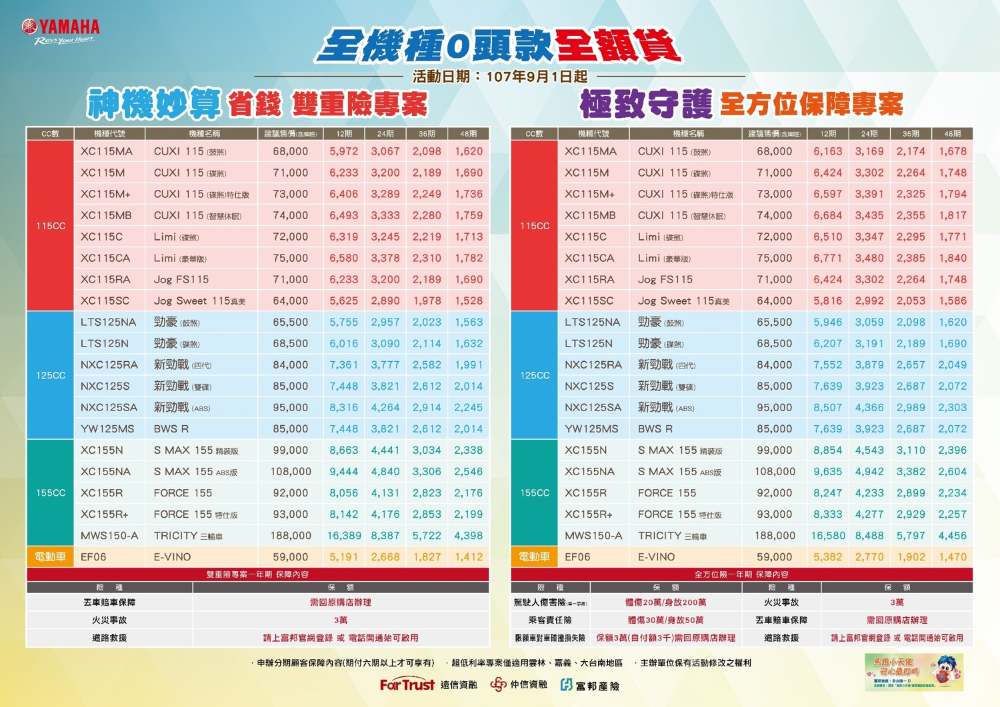 YAMAHA
Revs Your Heart
全機種0頭款全額貸
活動日期：107年9月1日起
神機妙算 省錢 雙重險專案
CC數 機種代號 機種名稱 建議售價(含牌險) 12期 24期 36期 48期
115CC
XC115MA CUXI 115 (鼓煞) 68,000 5,972 3,067 2,098 1,620
XC115M CUXI 115 (碟煞) 71,000 6,233 3,200 2,189 1,690
XC115M+ CUXI 115 (碟煞)特仕版 73,000 6,406 3,289 2,249 1,736
XC115MB CUXI 115 (智慧休眠) 74,000 6,493 3,333 2,280 1,759
XC115C Limi (碟煞) 72,000 6,319 3,245 2,219 1,713
XC115CA Limi (豪華版) 75,000 6,580 3,378 2,310 1,782
XC115RA Jog FS115 71,000 6,233 3,200 2,189 1,690
XC115SC Jog Sweet 115真美 64,000 5,625 2,890 1,978 1,528
125CC
LTS125NA 勁豪 (鼓煞) 65,500 5,755 2,957 2,023 1,563
LTS125N 勁豪 (碟煞) 68,500 6,016 3,090 2,114 1,632
NXC125RA 新勁戰 (四代) 84,000 7,361 3,777 2,582 1,991
NXC125S 新勁戰 (雙碟) 85,000 7,448 3,821 2,612 2,014
NXC125SA 新勁戰 (ABS) 95,000 8,316 4,264 2,914 2,245
YW125MS BWS R 85,000 7,448 3,821 2,612 2,014
155CC
XC155N S MAX 155 精裝版 99,000 8,663 4,441 3,034 2,338
XC155NA S MAX 155 ABS版 108,000 9,444 4,840 3,306 2,546
XC155R FORCE 155 92,000 8,056 4,131 2,823 2,176
XC155R+ FORCE 155 特仕版 93,000 8,142 4,176 2,853 2,199
MWS150-A TRICITY 三輪車 188,000 16,389 8,387 5,722 4,398
電動車 EF06 E-VINO 59,000 5,191 2,668 1,827 1,412
雙重險專案一年期 保障內容
險 種 保 額
丟車賠車保障 需回原購店辦理
火災事故 3萬
道路救援 請上富邦官網登錄 或 電話開通始可啟用
極致守護 全方位保障專案
CC數 機種代號 機種名稱 建議售價(含牌險) 12期 24期 36期 48期
115CC
XC115MA CUXI 115 (鼓煞) 68,000 6,163 3,169 2,174 1,678
XC115M CUXI 115 (碟煞) 71,000 6,424 3,302 2,264 1,748
XC115M+ CUXI 115 (碟煞)特仕版 73,000 6,597 3,391 2,325 1,794
XC115MB CUXI 115 (智慧休眠) 74,000 6,684 3,435 2,355 1,817
XC115C Limi (碟煞) 72,000 6,510 3,347 2,295 1,771
XC115CA Limi (豪華版) 75,000 6,771 3,480 2,385 1,840
XC115RA Jog FS115 71,000 6,424 3,302 2,264 1,748
XC115SC Jog Sweet 115真美 64,000 5,816 2,992 2,053 1,586
125CC
LTS125NA 勁豪 (鼓煞) 65,500 5,946 3,059 2,098 1,620
LTS125N 勁豪 (碟煞) 68,500 6,207 3,191 2,189 1,690
NXC125RA 新勁戰 (四代) 84,000 7,552 3,879 2,657 2,049
NXC125S 新勁戰 (雙碟) 85,000 7,639 3,923 2,687 2,072
NXC125SA 新勁戰 (ABS) 95,000 8,507 4,366 2,989 2,303
YW125MS BWS R 85,000 7,639 3,923 2,687 2,072
155CC
XC155N S MAX 155 精裝版 99,000 8,854 4,543 3,110 2,396
XC155NA S MAX 155 ABS版 108,000 9,635 4,942 3,382 2,604
XC155R FORCE 155 92,000 8,247 4,233 2,899 2,234
XC155R+ FORCE 155 特仕版 93,000 8,333 4,277 2,929 2,257
MWS150-A TRICITY 三輪車 188,000 16,580 8,488 5,797 4,456
電動車 EF06 E-VINO 59,000 5,382 2,770 1,902 1,470
全方位險一年期 保障內容
險 種 保 額 險 種 保 額
駕駛人傷害險(單一事故) 體傷20萬/身故200萬 火災事故 3萬
乘客責任險 體傷30萬/身故50萬 丟車賠車保障 需回原購店辦理
限額車對車碰撞損失險 保額3萬(自付額3千)需回原購店辦理 道路救援 請上富邦官網登錄 或 電話開通始可啟用
·申辦分期顧客保障內容(期付六期以上才可享有) ·超低利率專案僅適用雲林、嘉義、大台南地區 ·主辦單位保有活動修改之權利
FarTrust 遠信資融 仲信資融 富邦產險
馬路小天使
安心最即時